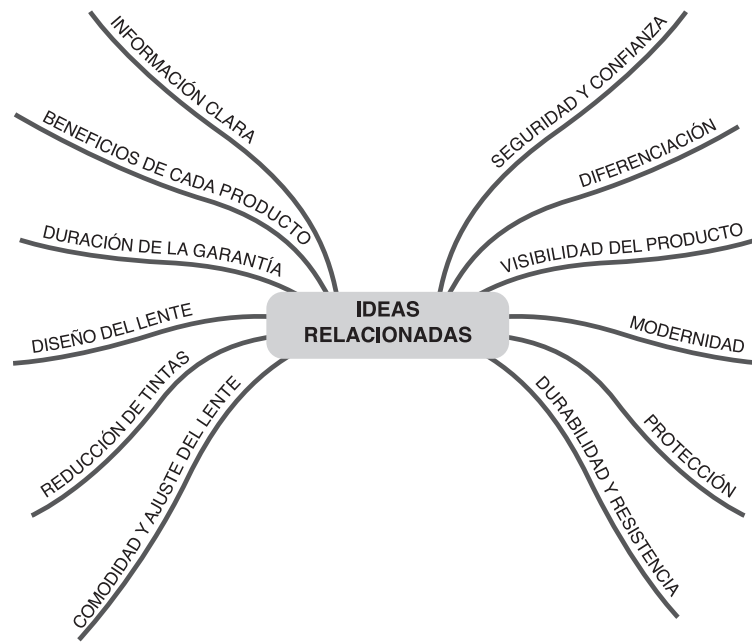 INFORMACIÓN CLARA
BENEFICIOS DE CADA PRODUCTO
DURACIÓN DE LA GARANTÍA
DISEÑO DEL LENTE
REDUCCIÓN DE TINTAS
COMODIDAD Y AJUSTE DEL LENTE
IDEAS
RELACIONADAS
SEGURIDAD Y CONFIANZA
DIFERENCIACIÓN
VISIBILIDAD DEL PRODUCTO
MODERNIDAD
PROTECCIÓN
DURABILIDAD Y RESISTENCIA